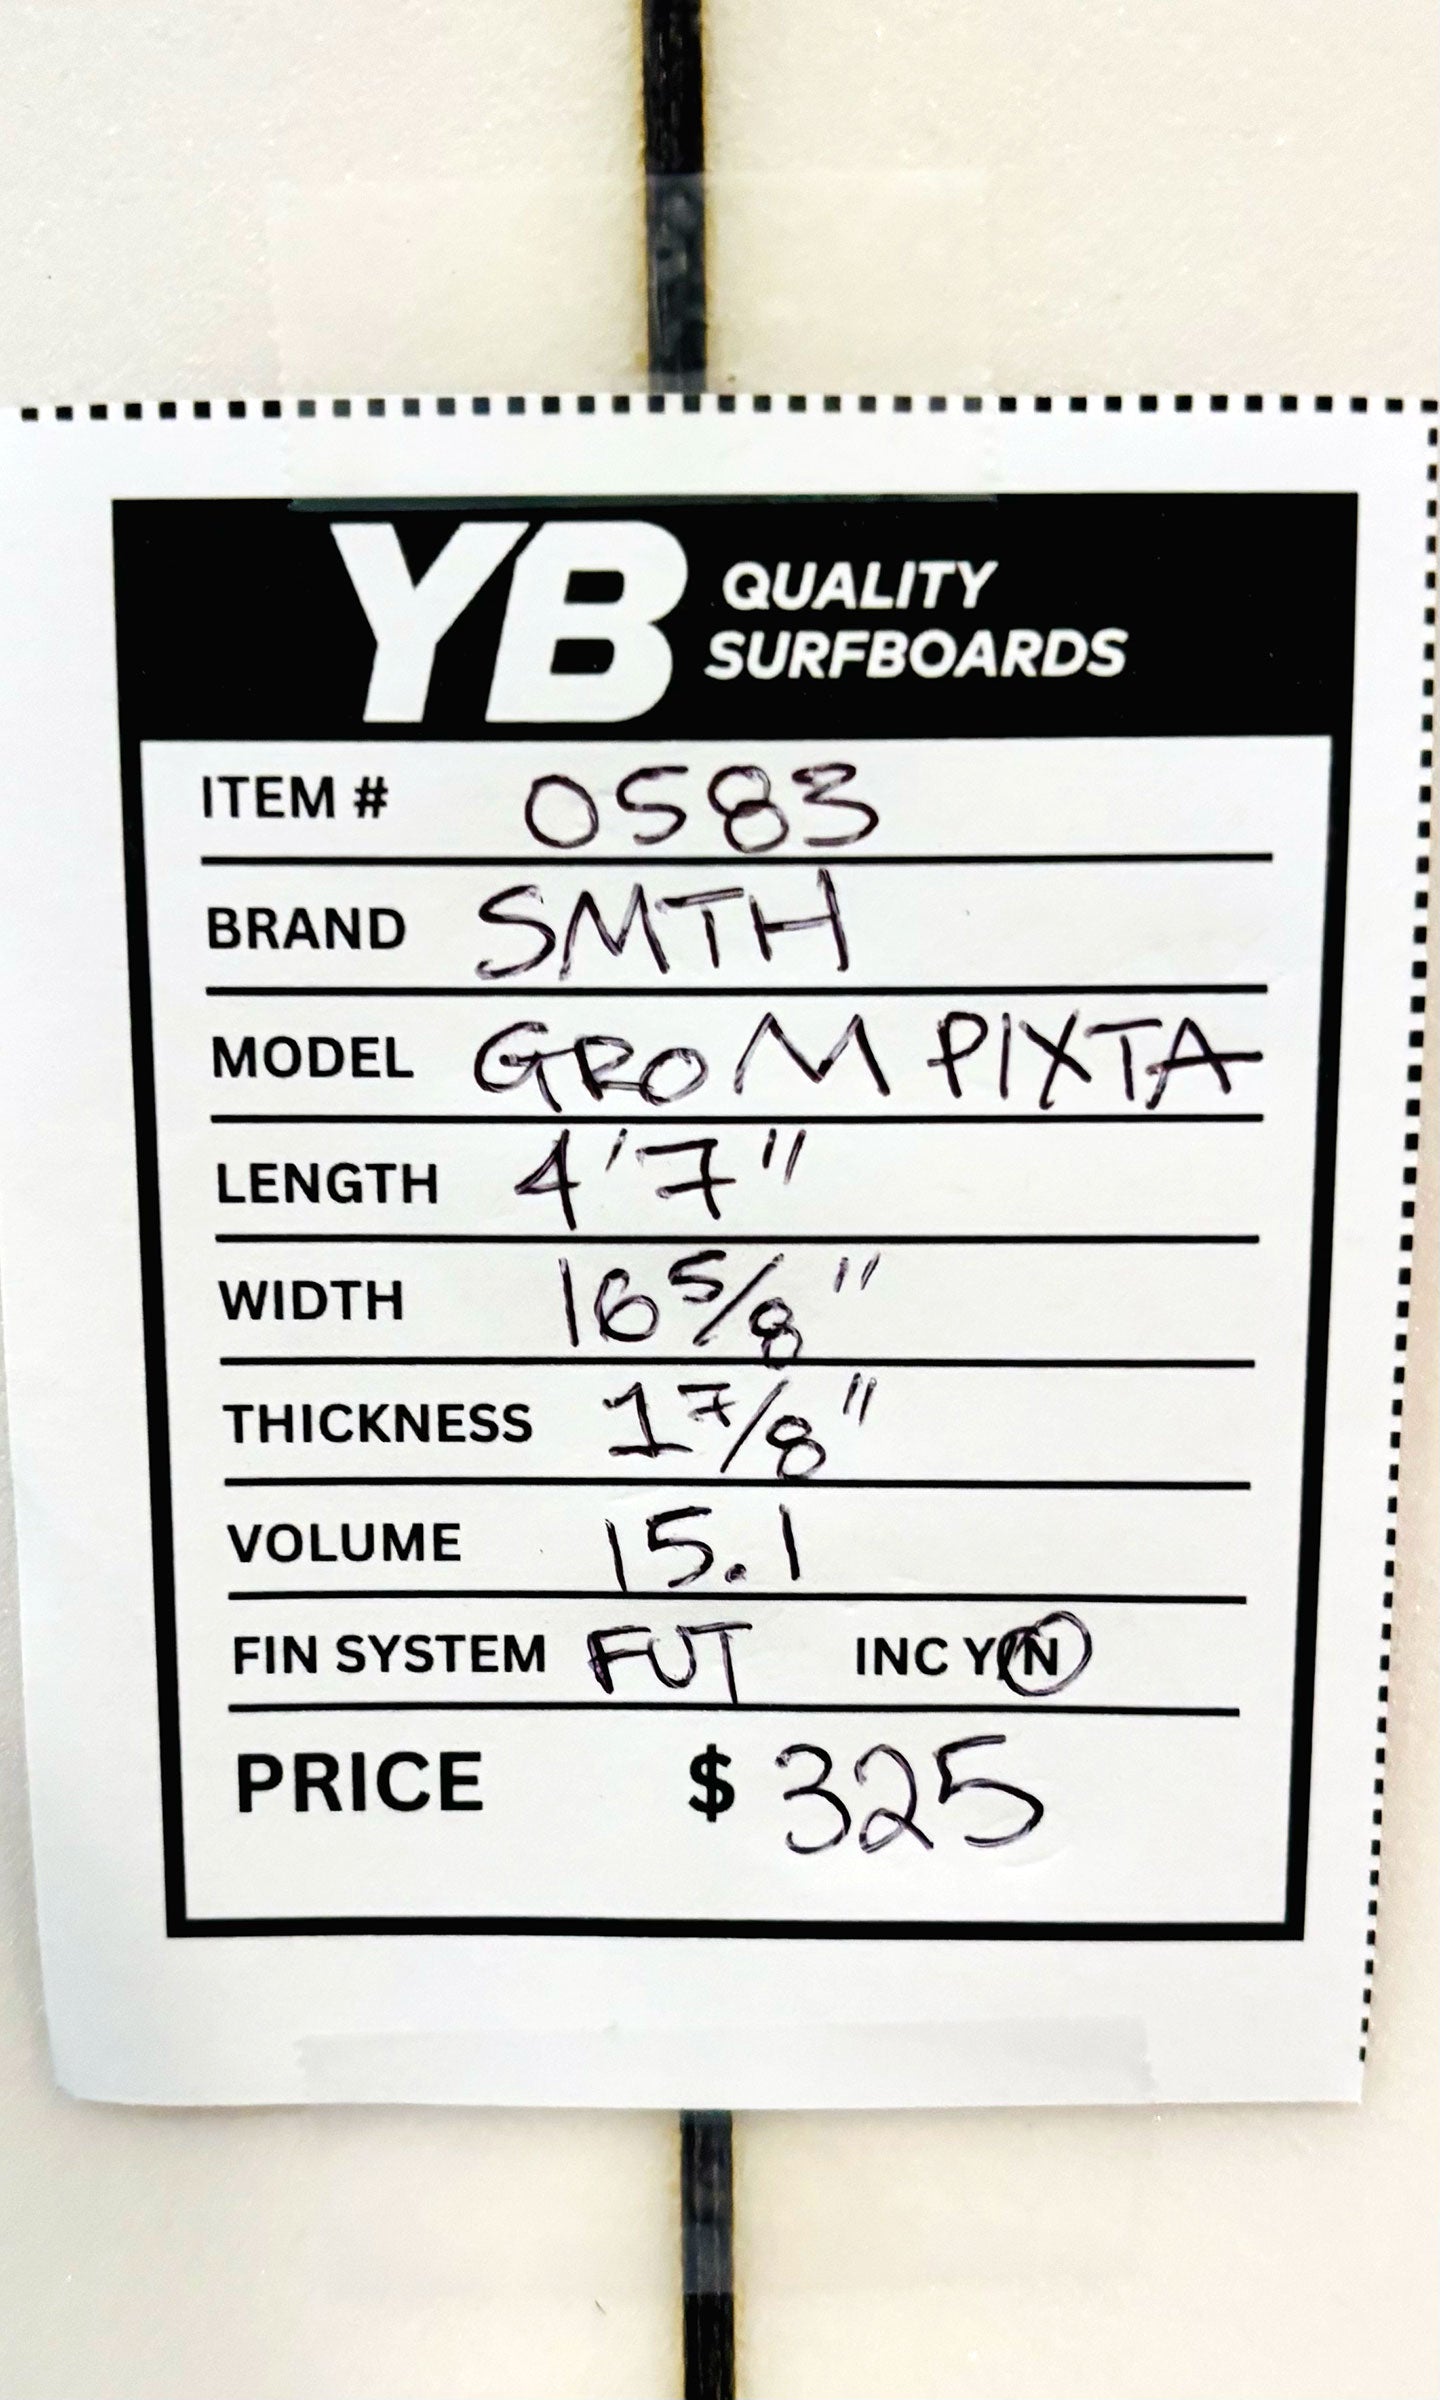 YB QUALITY
SURFBOARDS
ITEM # 0583
BRAND SMTH
MODEL GROM PIXTA
LENGTH 4'7"
WIDTH 16 5/8"
THICKNESS 1 7/8"
VOLUME 15.1
FIN SYSTEM FUT INC Y/N
PRICE $ 325